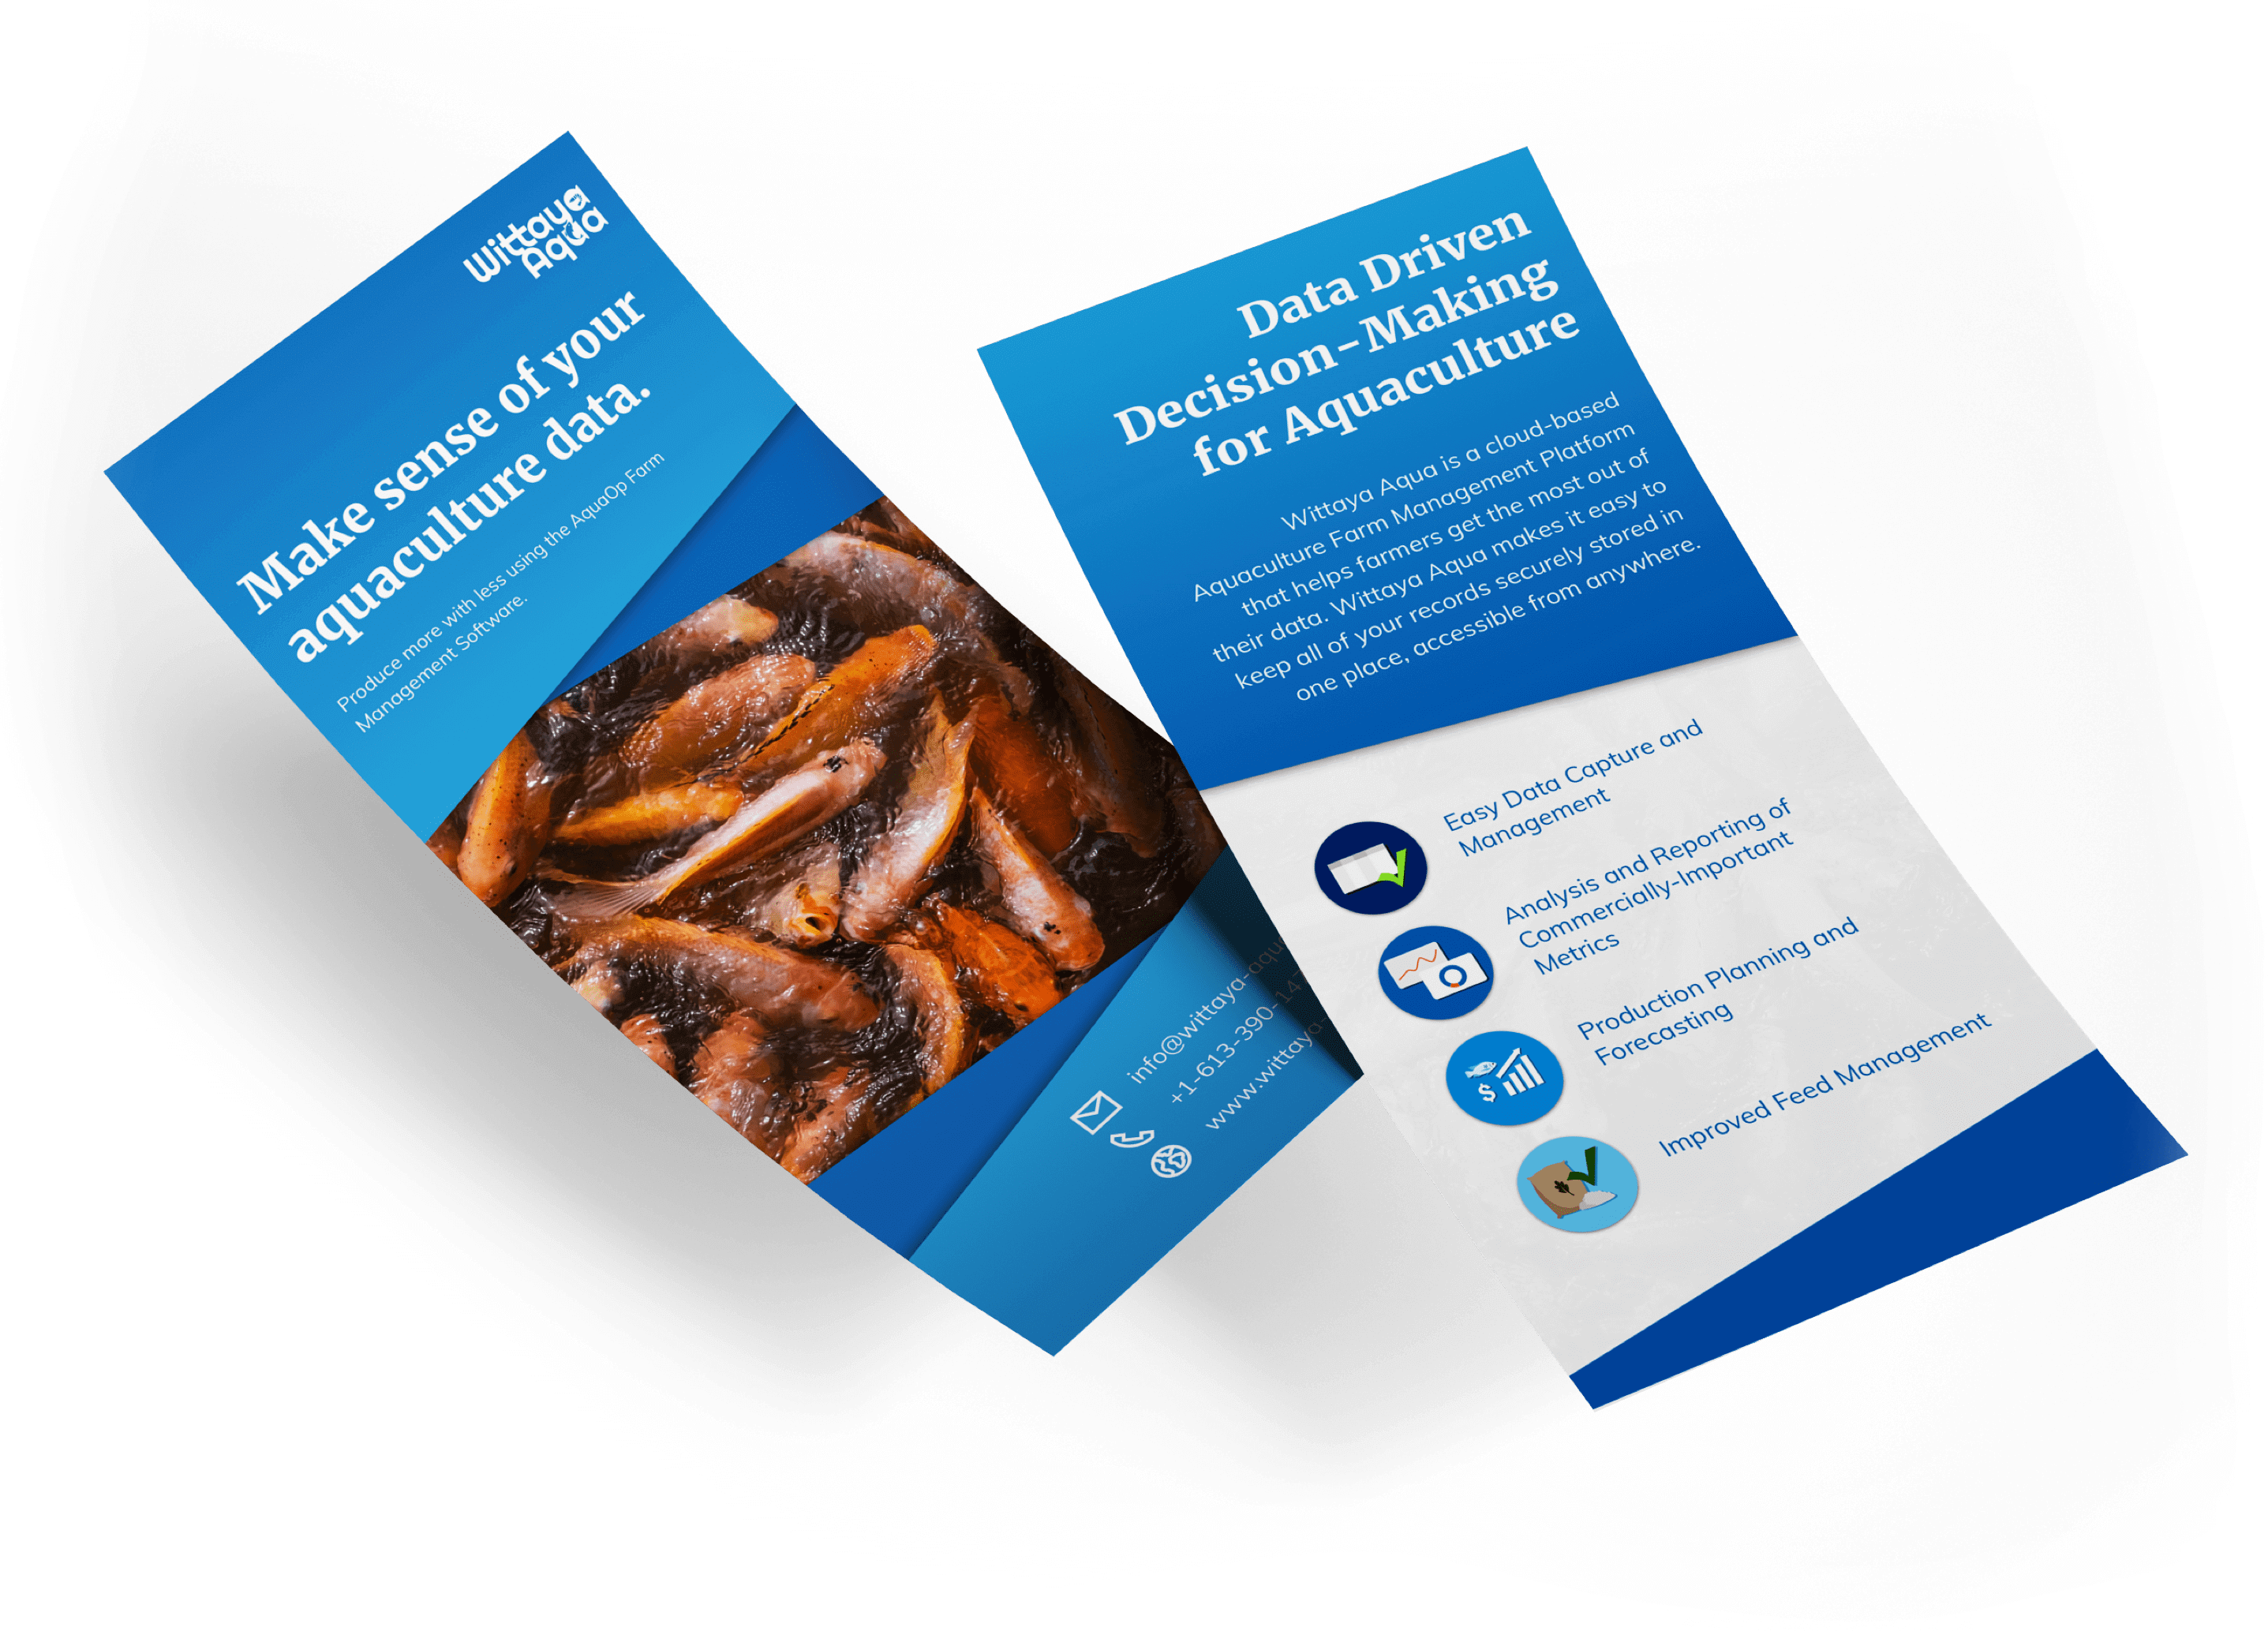 Wittaya
Aqua
Make sense of your
aquaculture data.
Produce more with less using the AquaOp Farm
Management Software.
info@wittaya-aqu
+1-613-390-14
www.wittaya-
Data Driven
Decision-Making
for Aquaculture
Wittaya Aqua is a cloud-based
Aquaculture Farm Management Platform
that helps farmers get the most out of
their data. Wittaya Aqua makes it easy to
keep all of your records securely stored in
one place, accessible from anywhere.
Easy Data Capture and
Management
Analysis and Reporting of
Commercially-Important
Metrics
Production Planning and
Forecasting
Improved Feed Management
$